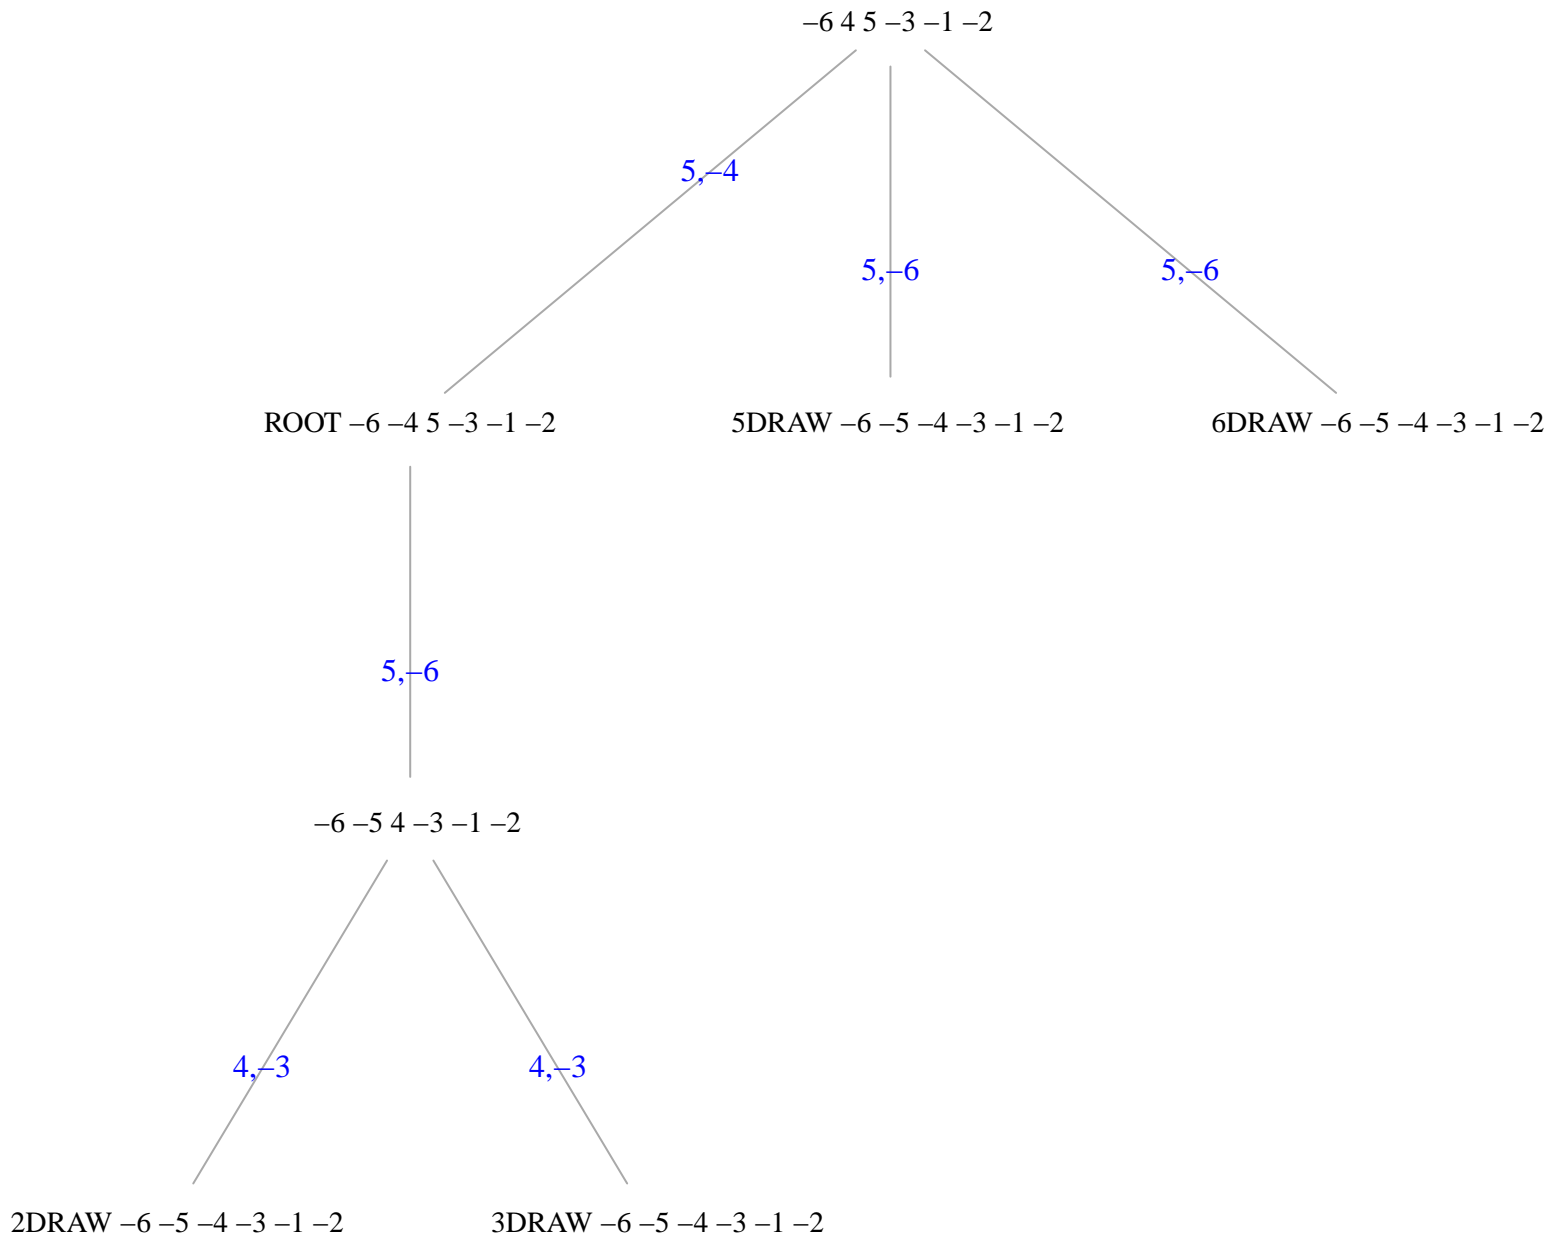 –6 4 5 –3 –1 –2
5,–4
5,–6
5,–6
ROOT –6 –4 5 –3 –1 –2
5DRAW –6 –5 –4 –3 –1 –2
6DRAW –6 –5 –4 –3 –1 –2
5,–6
–6 –5 4 –3 –1 –2
4,–3
4,–3
2DRAW –6 –5 –4 –3 –1 –2
3DRAW –6 –5 –4 –3 –1 –2